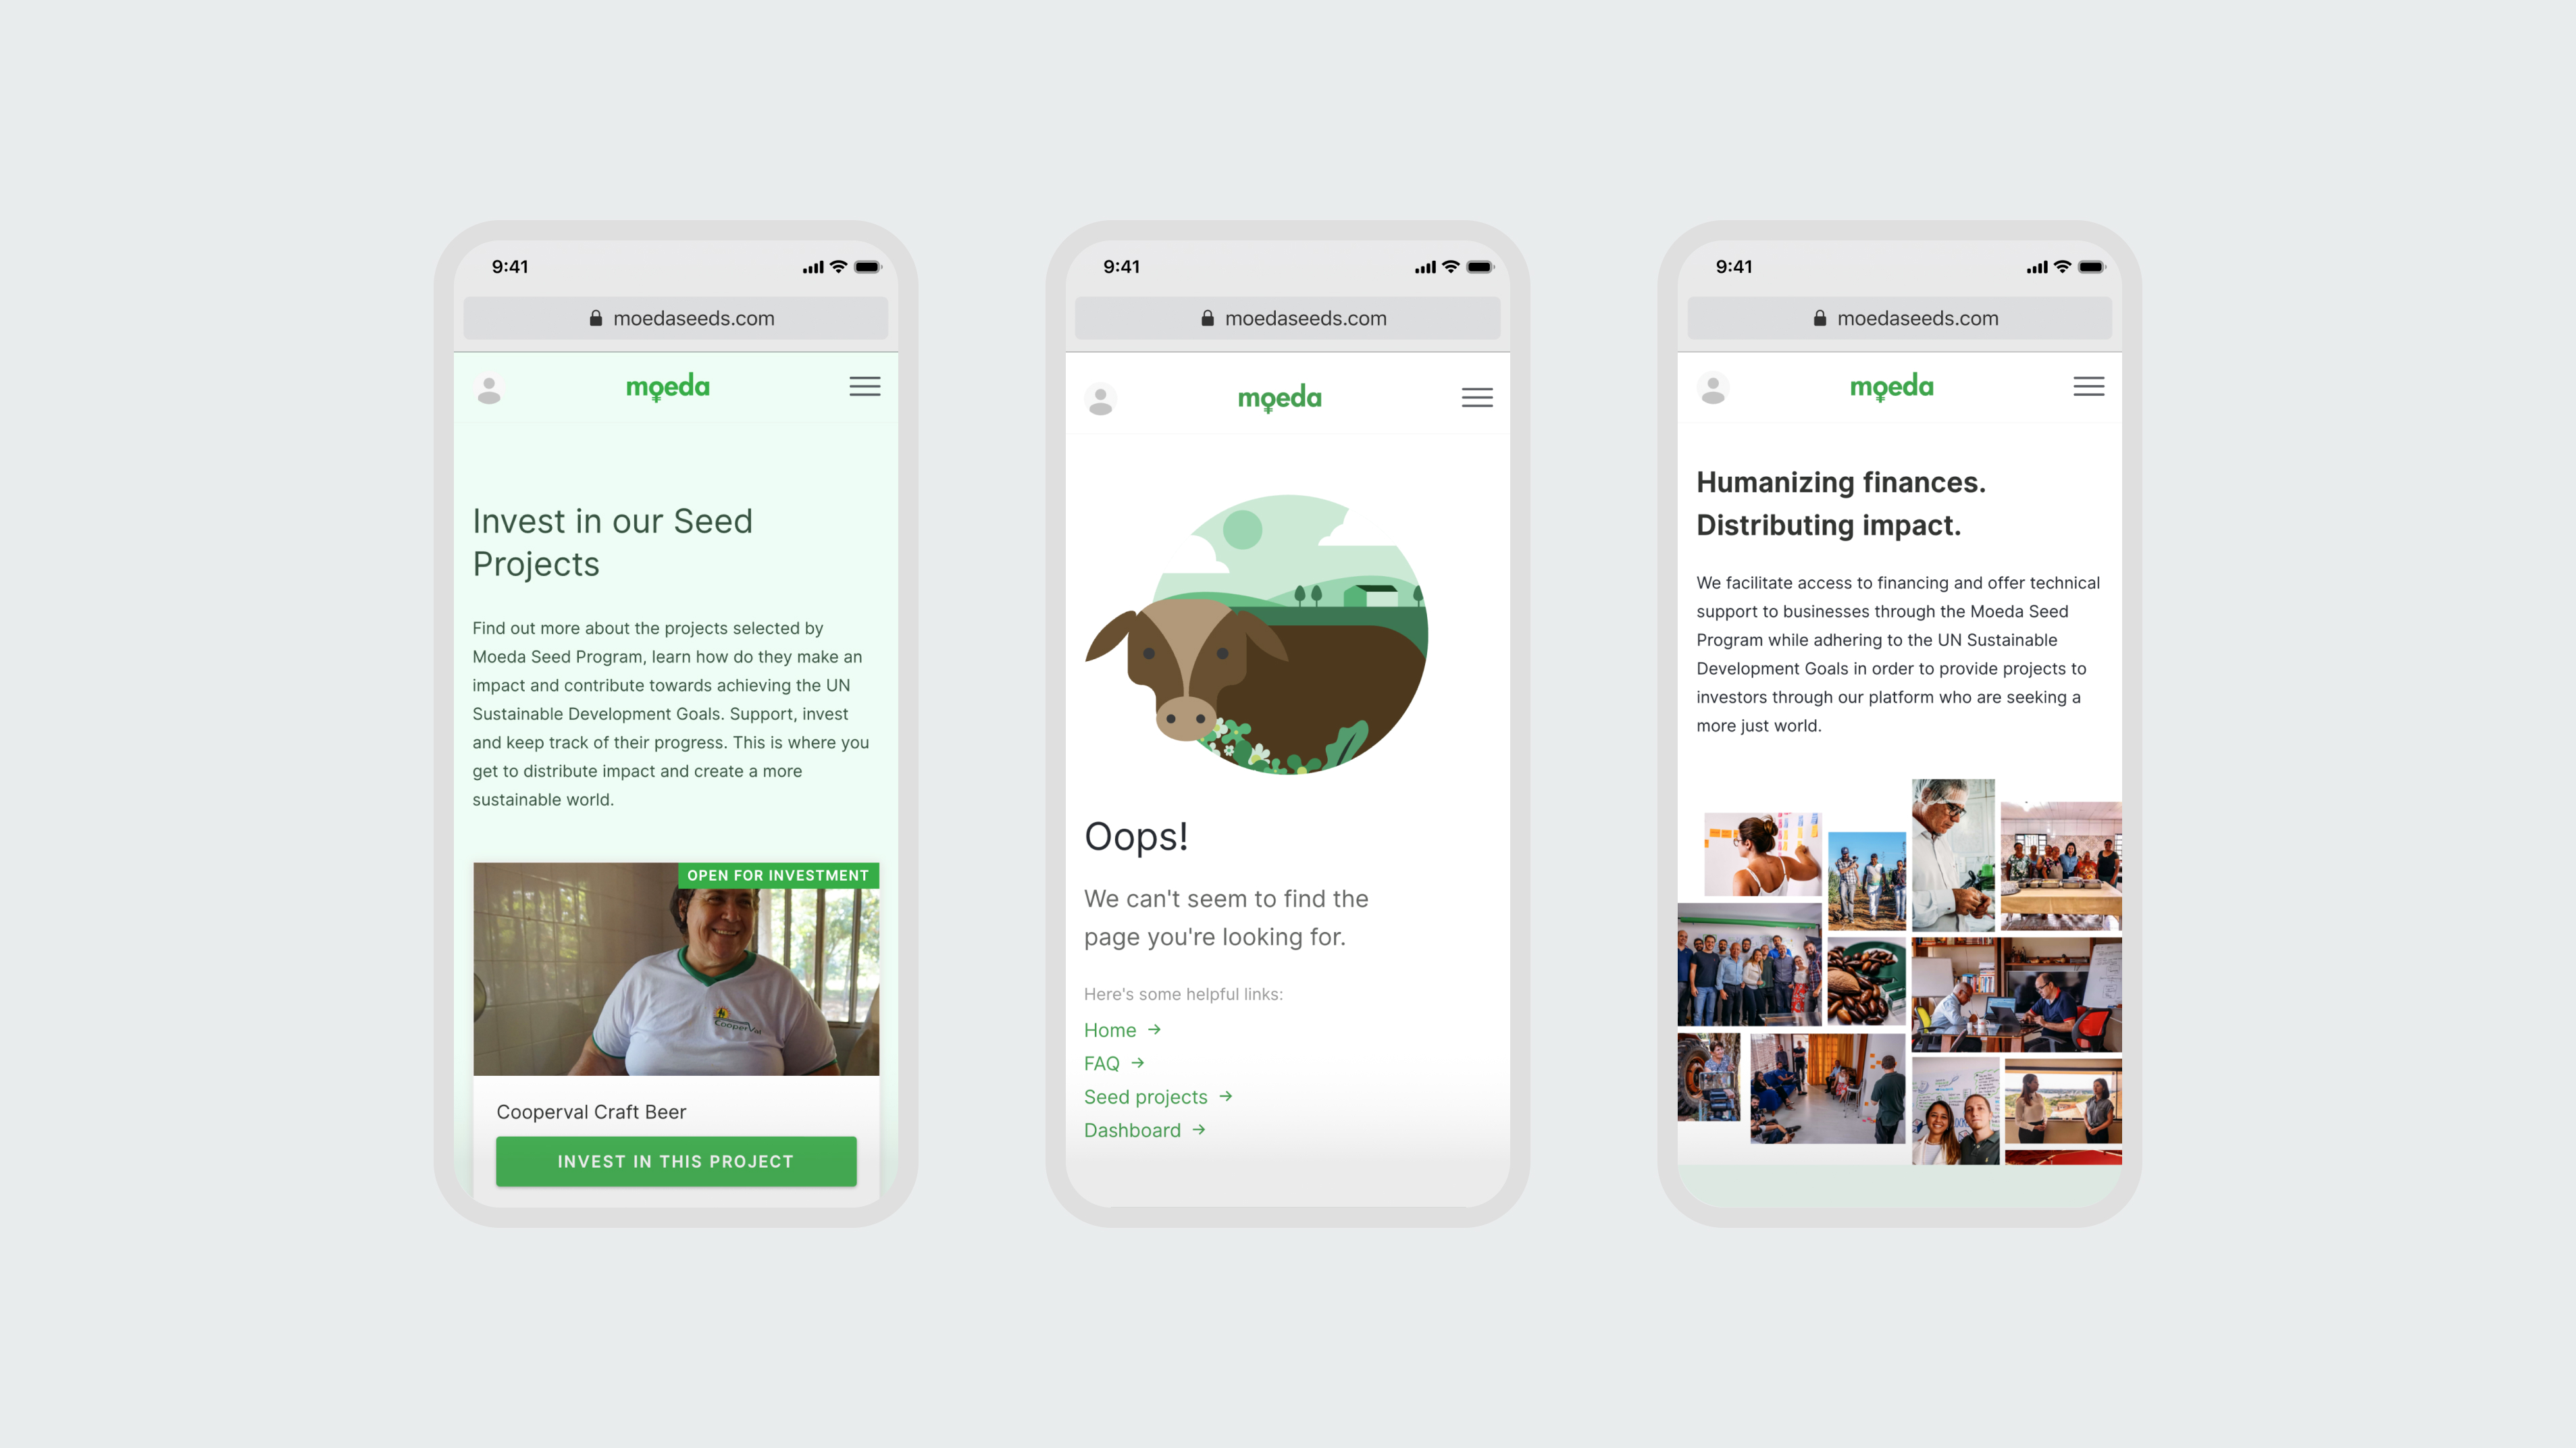 9:41
moedaseeds.com
moeda
Invest in our Seed
Projects
Find out more about the projects selected by
Moeda Seed Program, learn how do they make an
impact and contribute towards achieving the UN
Sustainable Development Goals. Support, invest
and keep track of their progress. This is where you
get to distribute impact and create a more
sustainable world.
OPEN FOR INVESTMENT
CooperVal
Cooperval Craft Beer
INVEST IN THIS PROJECT
9:41
moedaseeds.com
moeda
Oops!
We can't seem to find the
page you're looking for.
Here's some helpful links:
Home →
FAQ →
Seed projects →
Dashboard →
9:41
moedaseeds.com
moeda
Humanizing finances.
Distributing impact.
We facilitate access to financing and offer technical
support to businesses through the Moeda Seed
Program while adhering to the UN Sustainable
Development Goals in order to provide projects to
investors through our platform who are seeking a
more just world.